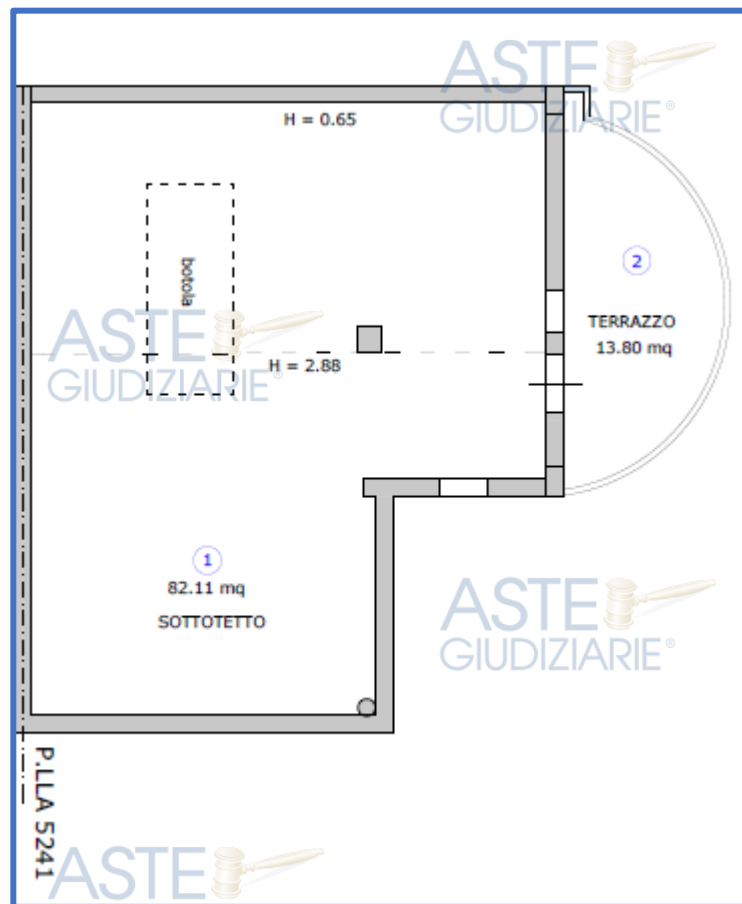 ASTE
GIUDIZIARIE®
H = 0.65
botola
2
TERRAZZO
13.80 mq
ASTE
GIUDIZIARIE®
H = 2.88
1
82.11 mq
SOTTOTETTO
ASTE
GIUDIZIARIE®
P.LLA 5241
ASTE